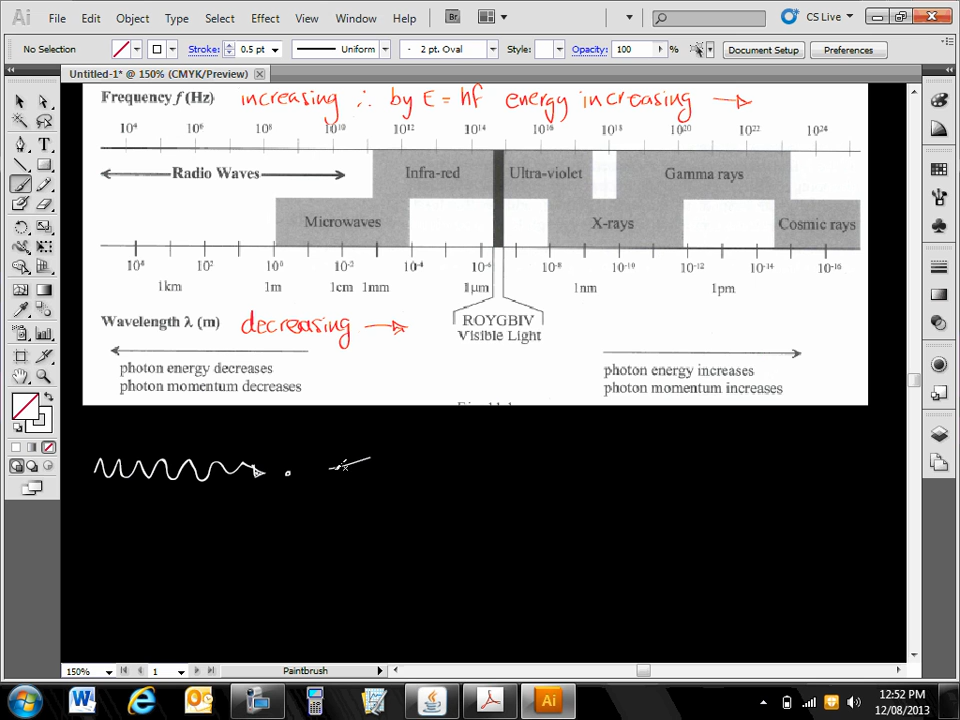 Ai File Edit Object Type Select Effect View Window Help Br CS Live
No Selection Stroke: 0.5 pt Uniform 2 pt. Oval Style: Opacity: 100 % Document Setup Preferences
Untitled-1* @ 150% (CMYK/Preview)
Frequency f (Hz) increasing ∴ by E = hf energy increasing →
10⁴ 10⁶ 10⁸ 10¹⁰ 10¹² 10¹⁴ 10¹⁶ 10¹⁸ 10²⁰ 10²² 10²⁴
Radio Waves Infra-red Ultra-violet Gamma rays
Microwaves X-rays Cosmic rays
10⁴ 10² 10⁰ 10⁻² 10⁻⁴ 10⁻⁶ 10⁻⁸ 10⁻¹⁰ 10⁻¹² 10⁻¹⁴ 10⁻¹⁶
1km 1m 1cm 1mm 1μm 1nm 1pm
ROYGBIV
Visible Light
Wavelength λ (m) decreasing →
photon energy decreases
photon momentum decreases
photon energy increases
photon momentum increases
150% 1 Paintbrush
12:52 PM
12/08/2013